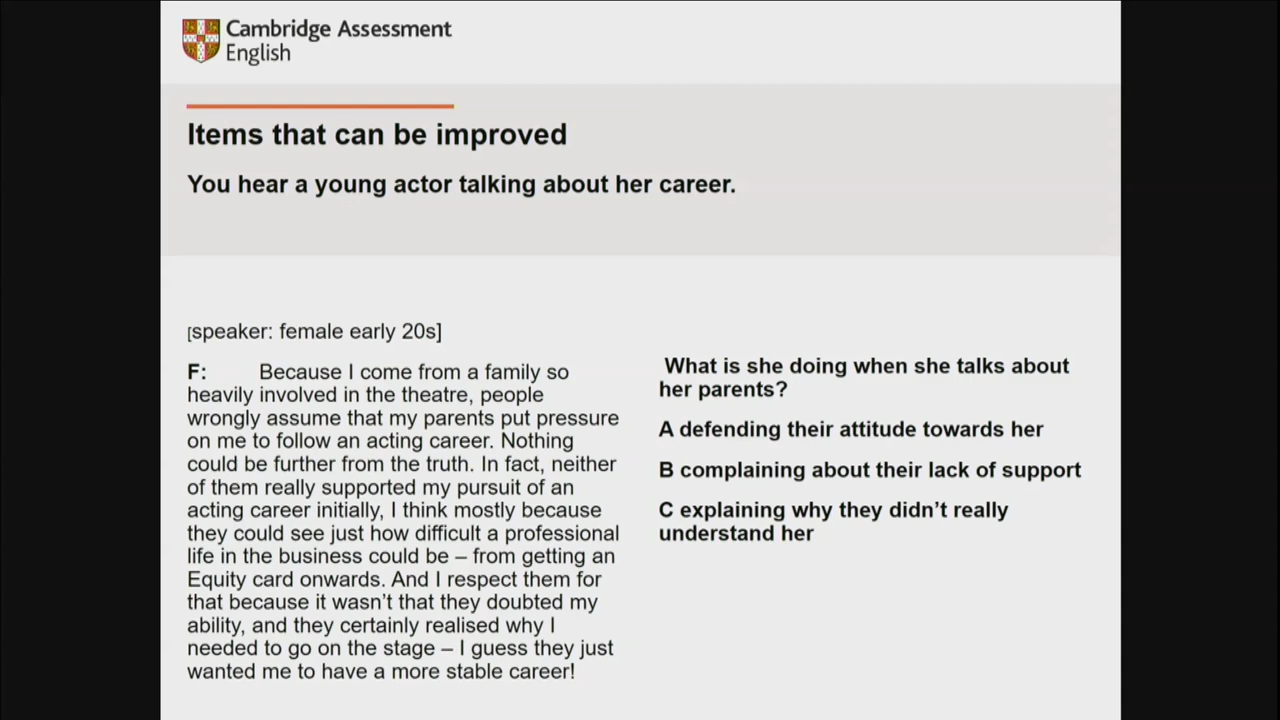 Cambridge Assessment
English
Items that can be improved
You hear a young actor talking about her career.
[speaker: female early 20s]
F: Because I come from a family so
heavily involved in the theatre, people
wrongly assume that my parents put pressure
on me to follow an acting career. Nothing
could be further from the truth. In fact, neither
of them really supported my pursuit of an
acting career initially, I think mostly because
they could see just how difficult a professional
life in the business could be – from getting an
Equity card onwards. And I respect them for
that because it wasn't that they doubted my
ability, and they certainly realised why I
needed to go on the stage – I guess they just
wanted me to have a more stable career!
What is she doing when she talks about
her parents?
A defending their attitude towards her
B complaining about their lack of support
C explaining why they didn't really
understand her